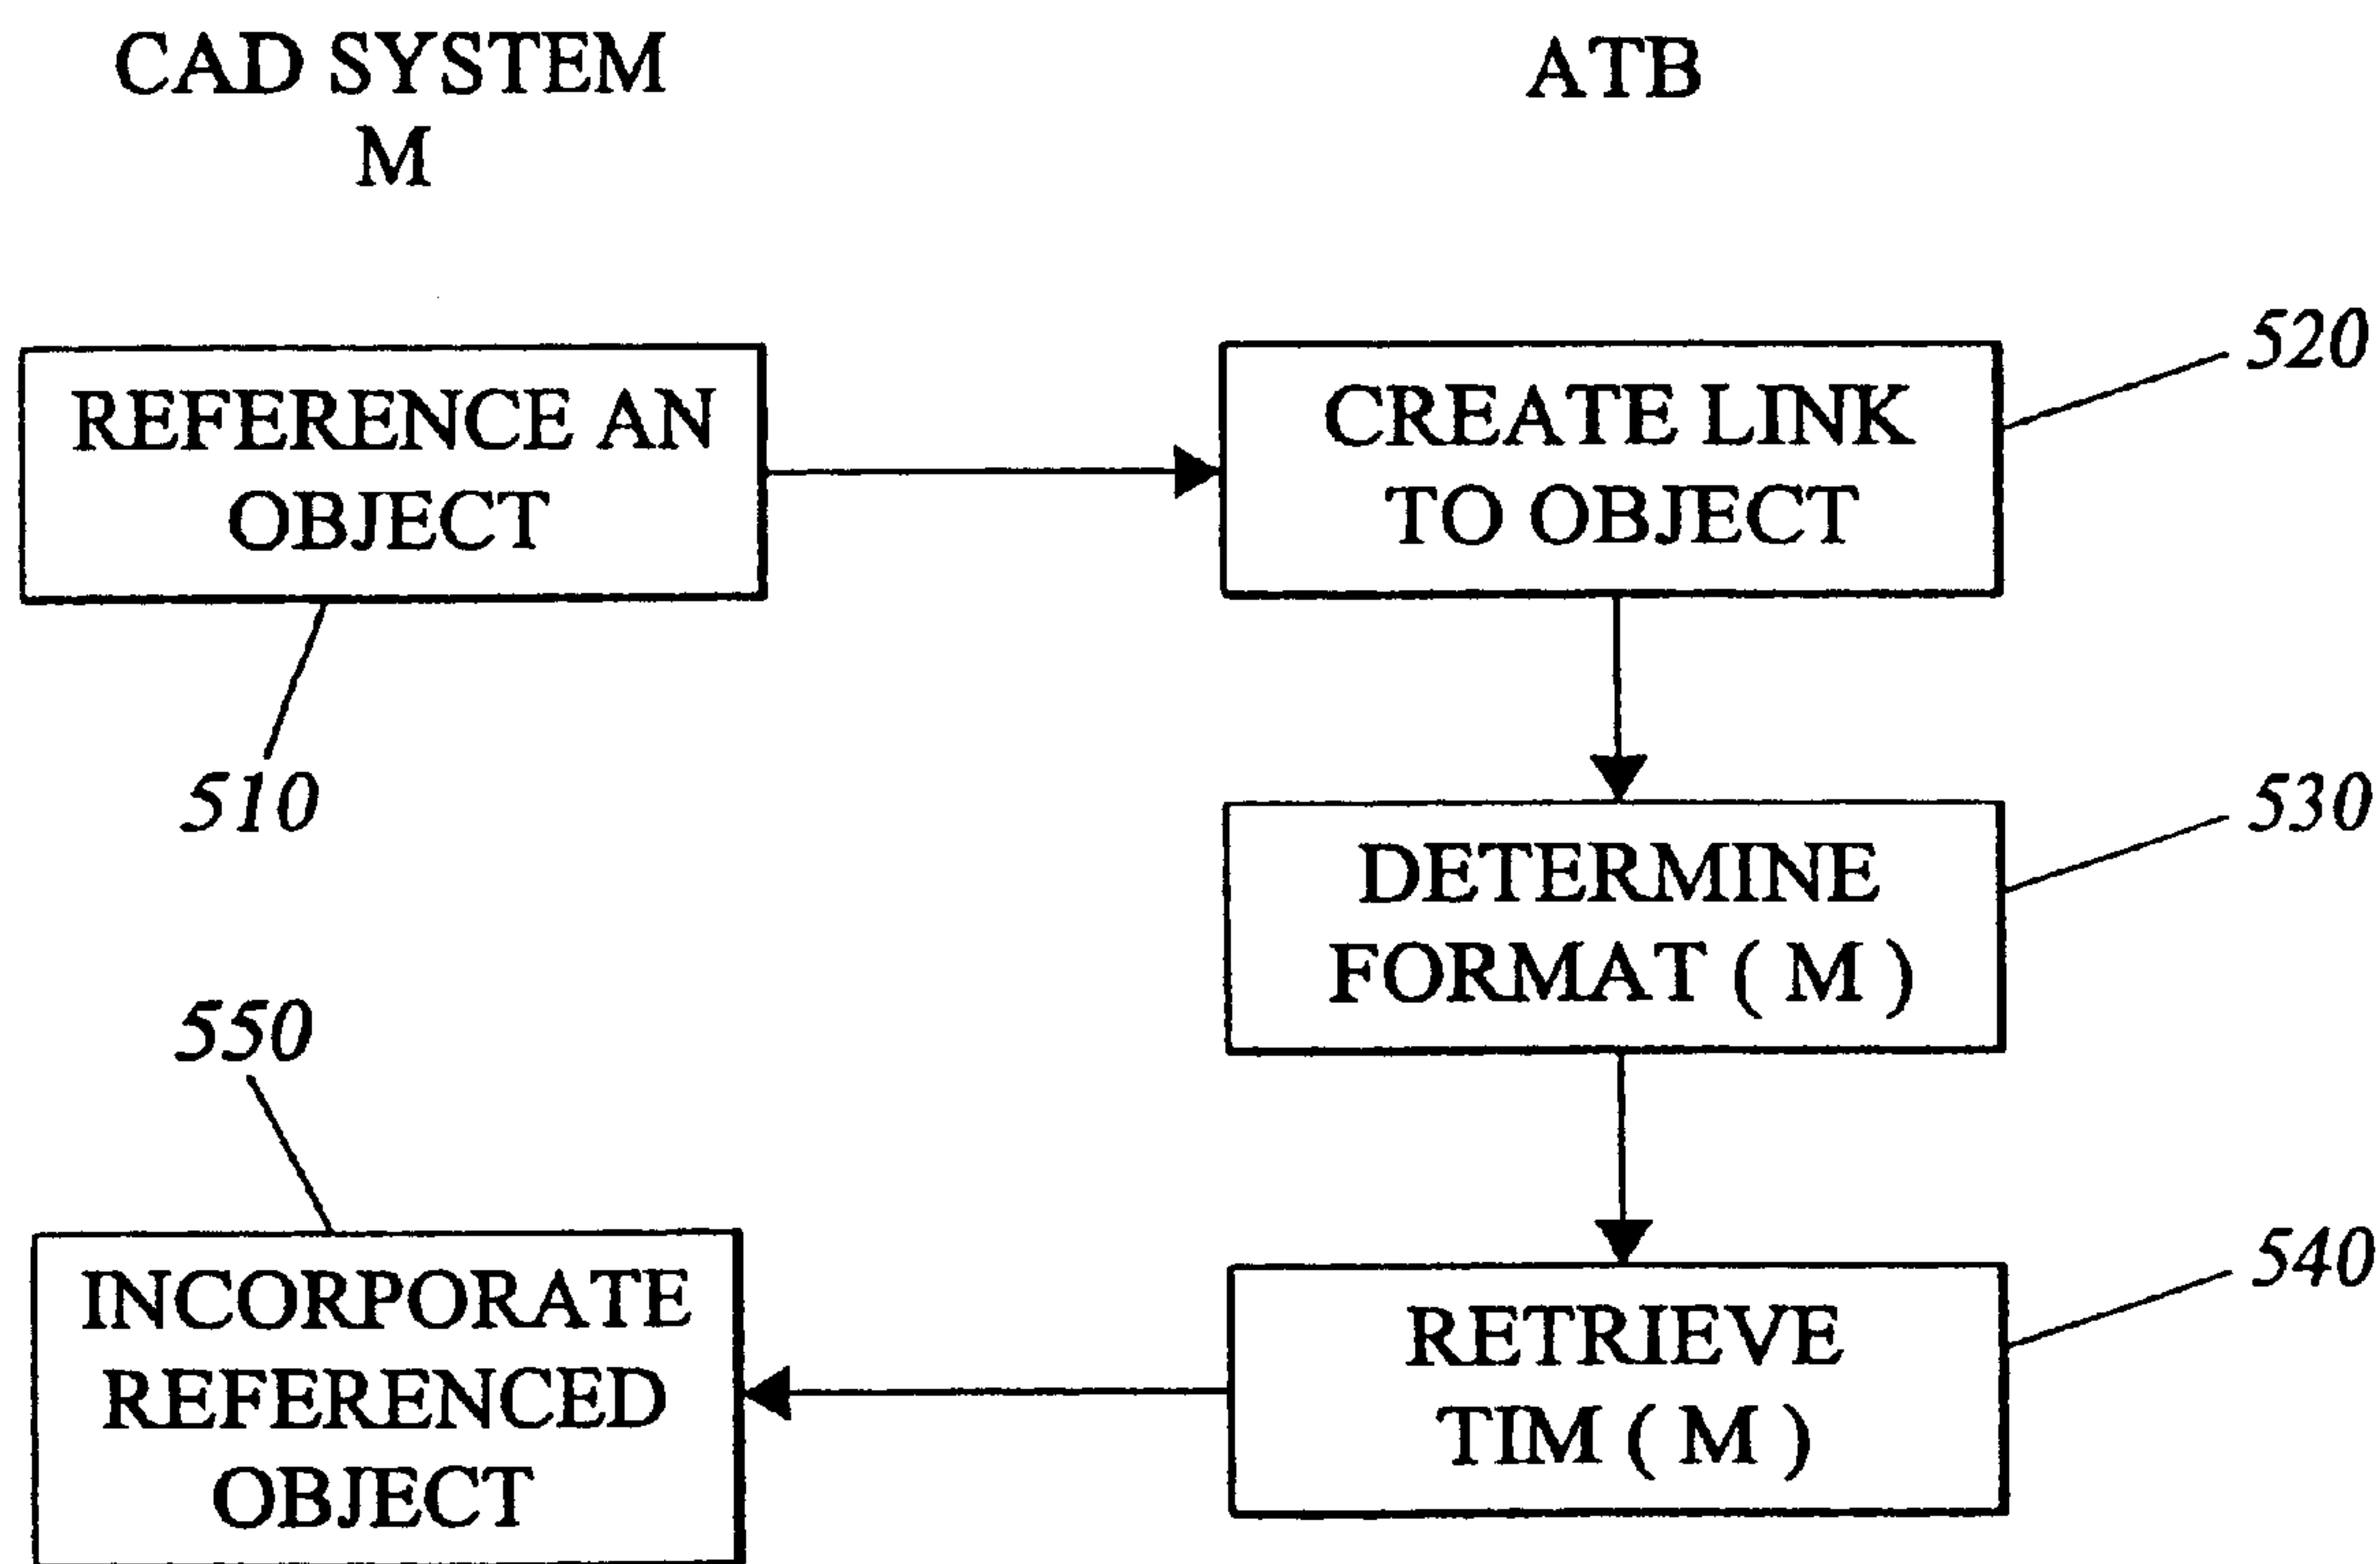 CAD SYSTEM
M
ATB
REFERENCE AN
OBJECT
510
CREATE LINK
TO OBJECT
520
DETERMINE
FORMAT ( M )
530
RETRIEVE
TIM ( M )
540
550
INCORPORATE
REFERENCED
OBJECT